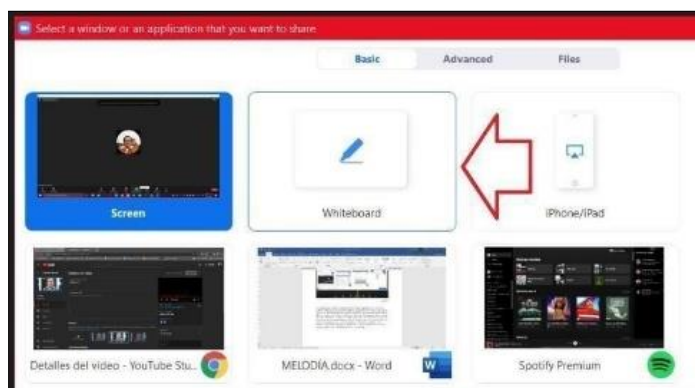 Select a window or an application that you want to share
Basic Advanced Files
Screen Whiteboard iPhone/iPad
Detalles del video - YouTube Stu... MELODÍA.docx - Word Spotify Premium